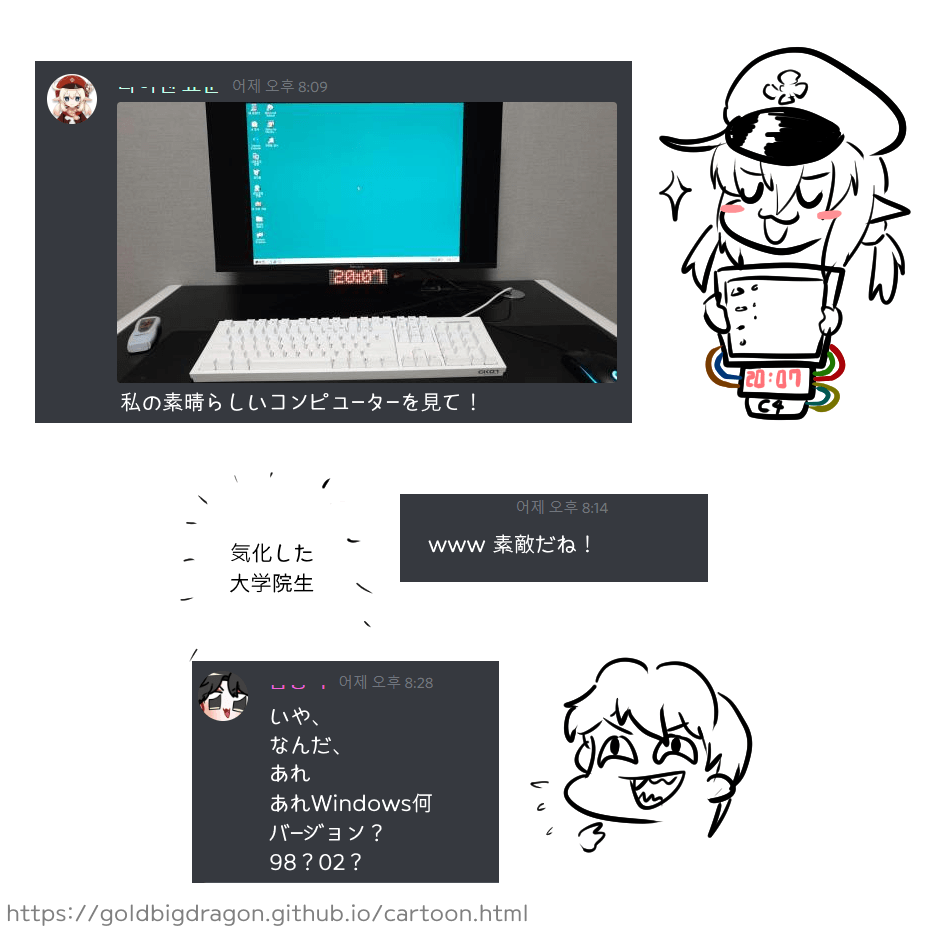 어제 오후 8:09
20:07
私の素晴らしいコンピューターを見て！
20:07
C4
어제 오후 8:14
www 素敵だね！
気化した
大学院生
어제 오후 8:28
いや、
なんだ、
あれ
あれWindows何
バージョン？
98？02？
https://goldbigdragon.github.io/cartoon.html